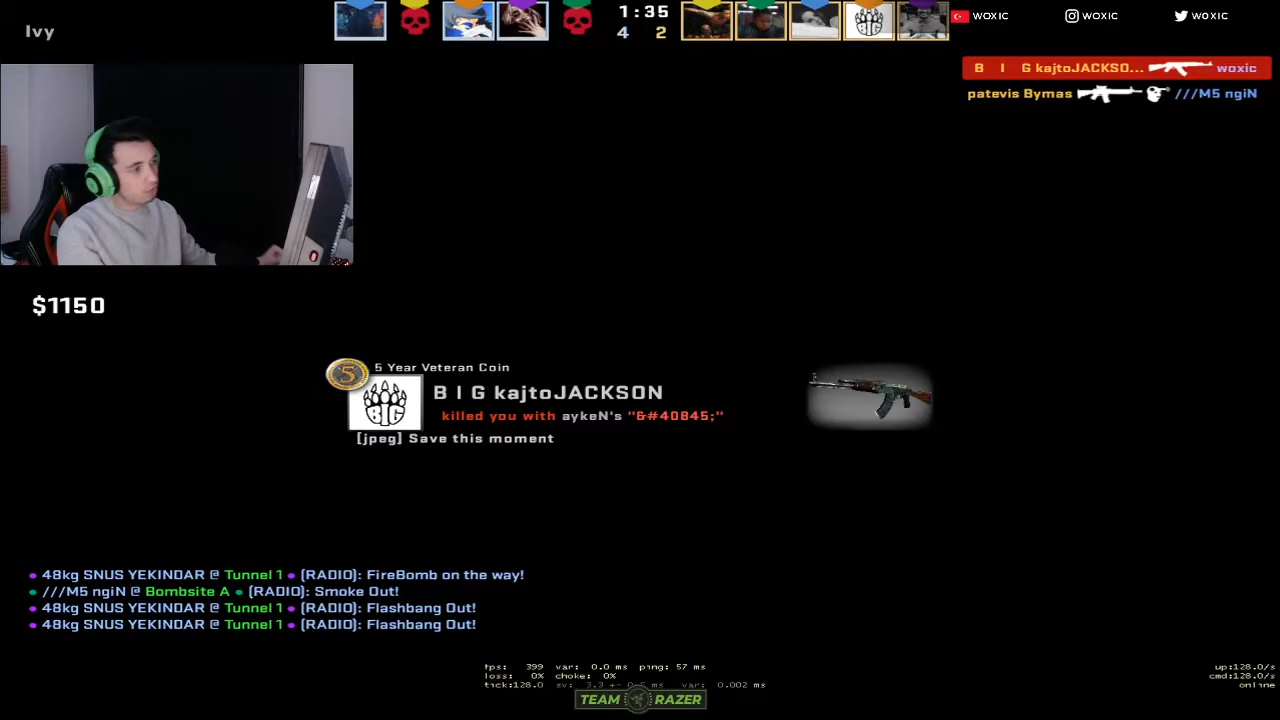 Ivy
1:35
4 2
WOXIC WOXIC WOXIC
B I G kajtoJACKSO... woxic
patevis Bymas ///M5 ngiN
$1150
5 Year Veteran Coin
B I G kajtoJACKSON
killed you with aykeN's "&#40845;"
[jpeg] Save this moment
48kg SNUS YEKINDAR @ Tunnel 1 (RADIO): FireBomb on the way!
///M5 ngiN @ Bombsite A (RADIO): Smoke Out!
48kg SNUS YEKINDAR @ Tunnel 1 (RADIO): Flashbang Out!
48kg SNUS YEKINDAR @ Tunnel 1 (RADIO): Flashbang Out!
fps: 399 var: 0.0 ms ping: 57 ms
loss: 0% choke: 0%
tick:128.0 sv: 3.3 +- ms var: 0.002 ms
up:128.0/s
cmd:128.0/s
online
TEAM RAZER